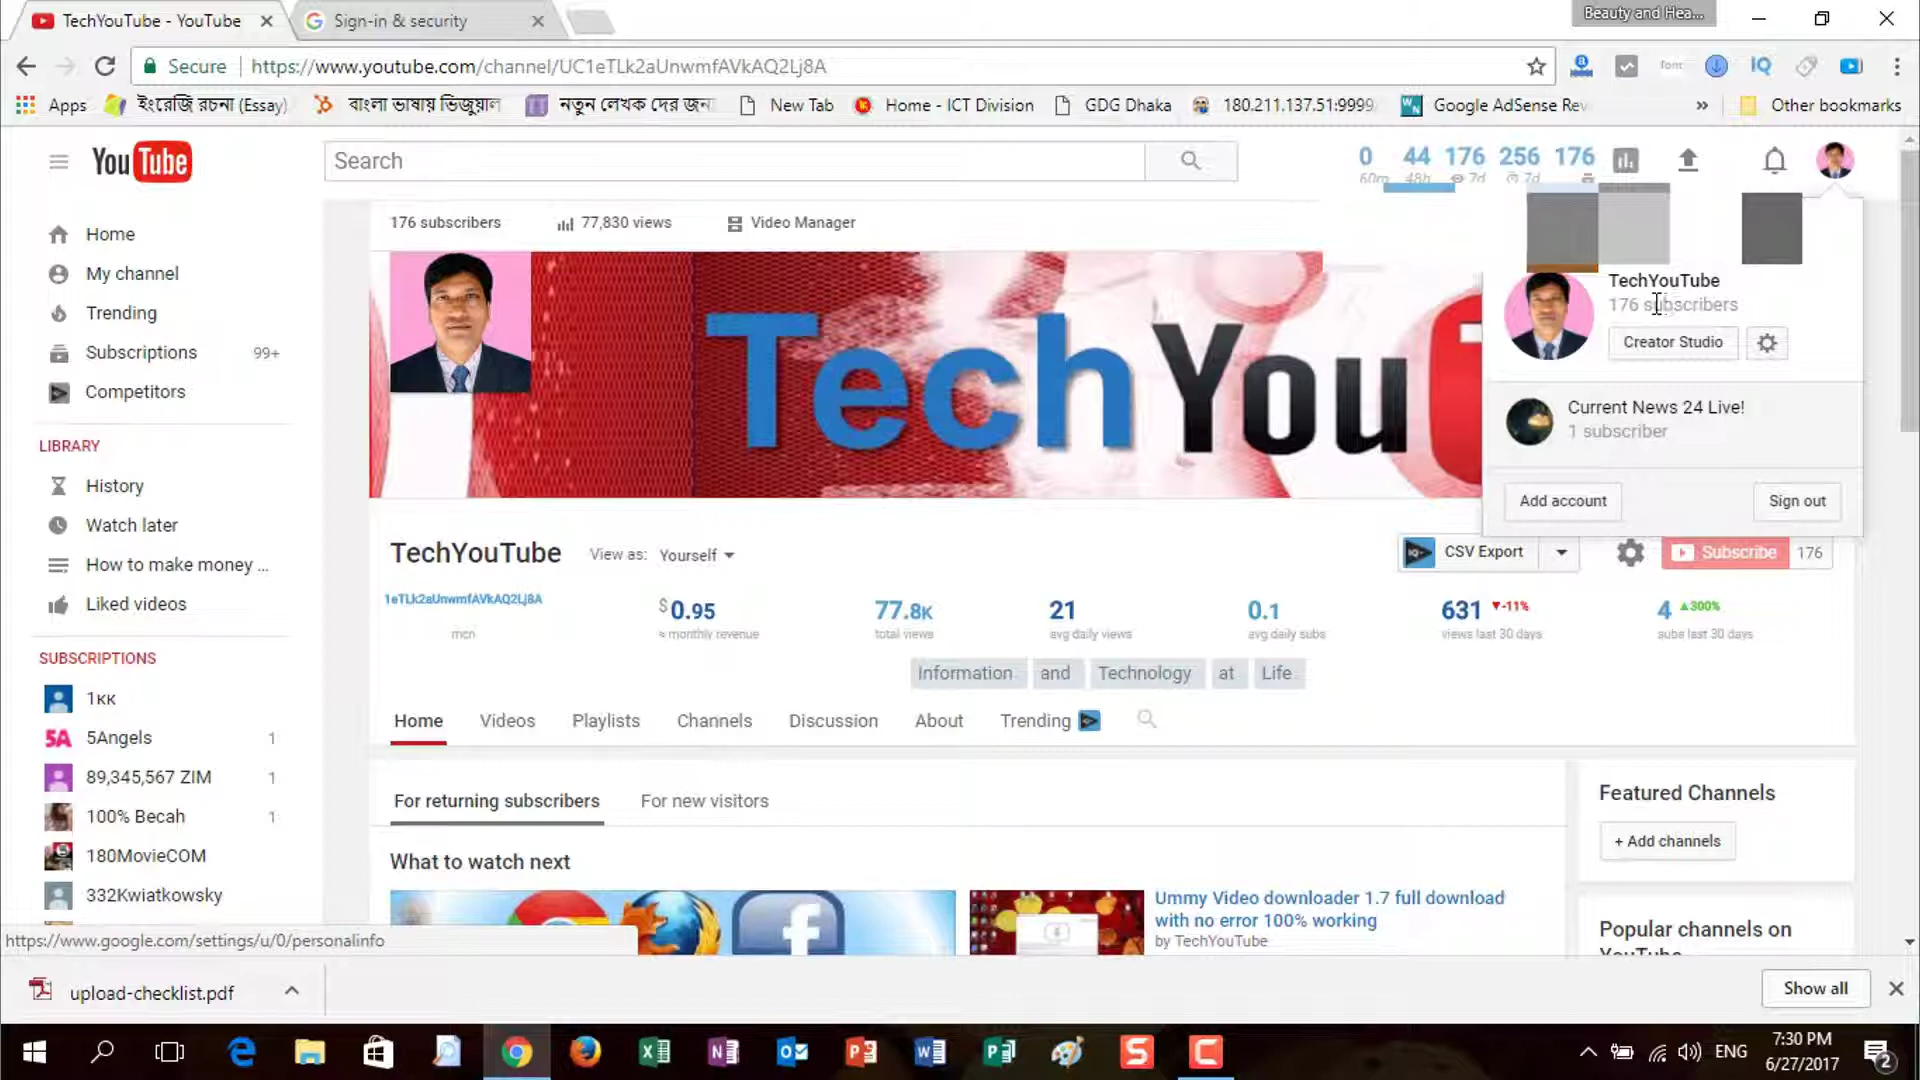 TechYouTube - YouTube
Sign-in & security
Beauty and Hea...
Secure
https://www.youtube.com/channel/UC1eTLk2aUnwmfAVkAQ2Lj8A
font
IQ
Apps
ইংরেজি রচনা (Essay)
বাংলা ভাষায় ভিজুয়াল
নতুন লেখক দের জন্য
New Tab
Home - ICT Division
GDG Dhaka
180.211.137.51:9999
Google AdSense Rev
»
Other bookmarks
YouTube
Search
0 44 176 256 176
60m 48h 7d 7d
176 subscribers
77,830 views
Video Manager
Home
My channel
Trending
Subscriptions 99+
Competitors
LIBRARY
History
Watch later
How to make money ...
Liked videos
SUBSCRIPTIONS
1кк
5Angels 1
89,345,567 ZIM 1
100% Becah 1
180MovieCOM
332Kwiatkowsky
TechYou
TechYouTube
176 subscribers
Creator Studio
Current News 24 Live!
1 subscriber
Add account
Sign out
TechYouTube
View as: Yourself
CSV Export
Subscribe 176
1eTLk2aUnwmfAVkAQ2Lj8A
mcn
$0.95
≈ monthly revenue
77.8K
total views
21
avg daily views
0.1
avg daily subs
631 ▼-11%
views last 30 days
4 ▲300%
subs last 30 days
Information and Technology at Life
Home
Videos
Playlists
Channels
Discussion
About
Trending
For returning subscribers
For new visitors
What to watch next
Ummy Video downloader 1.7 full download
with no error 100% working
by TechYouTube
Featured Channels
+ Add channels
Popular channels on
YouTube
https://www.google.com/settings/u/0/personalinfo
upload-checklist.pdf
Show all
ENG
7:30 PM
6/27/2017
2